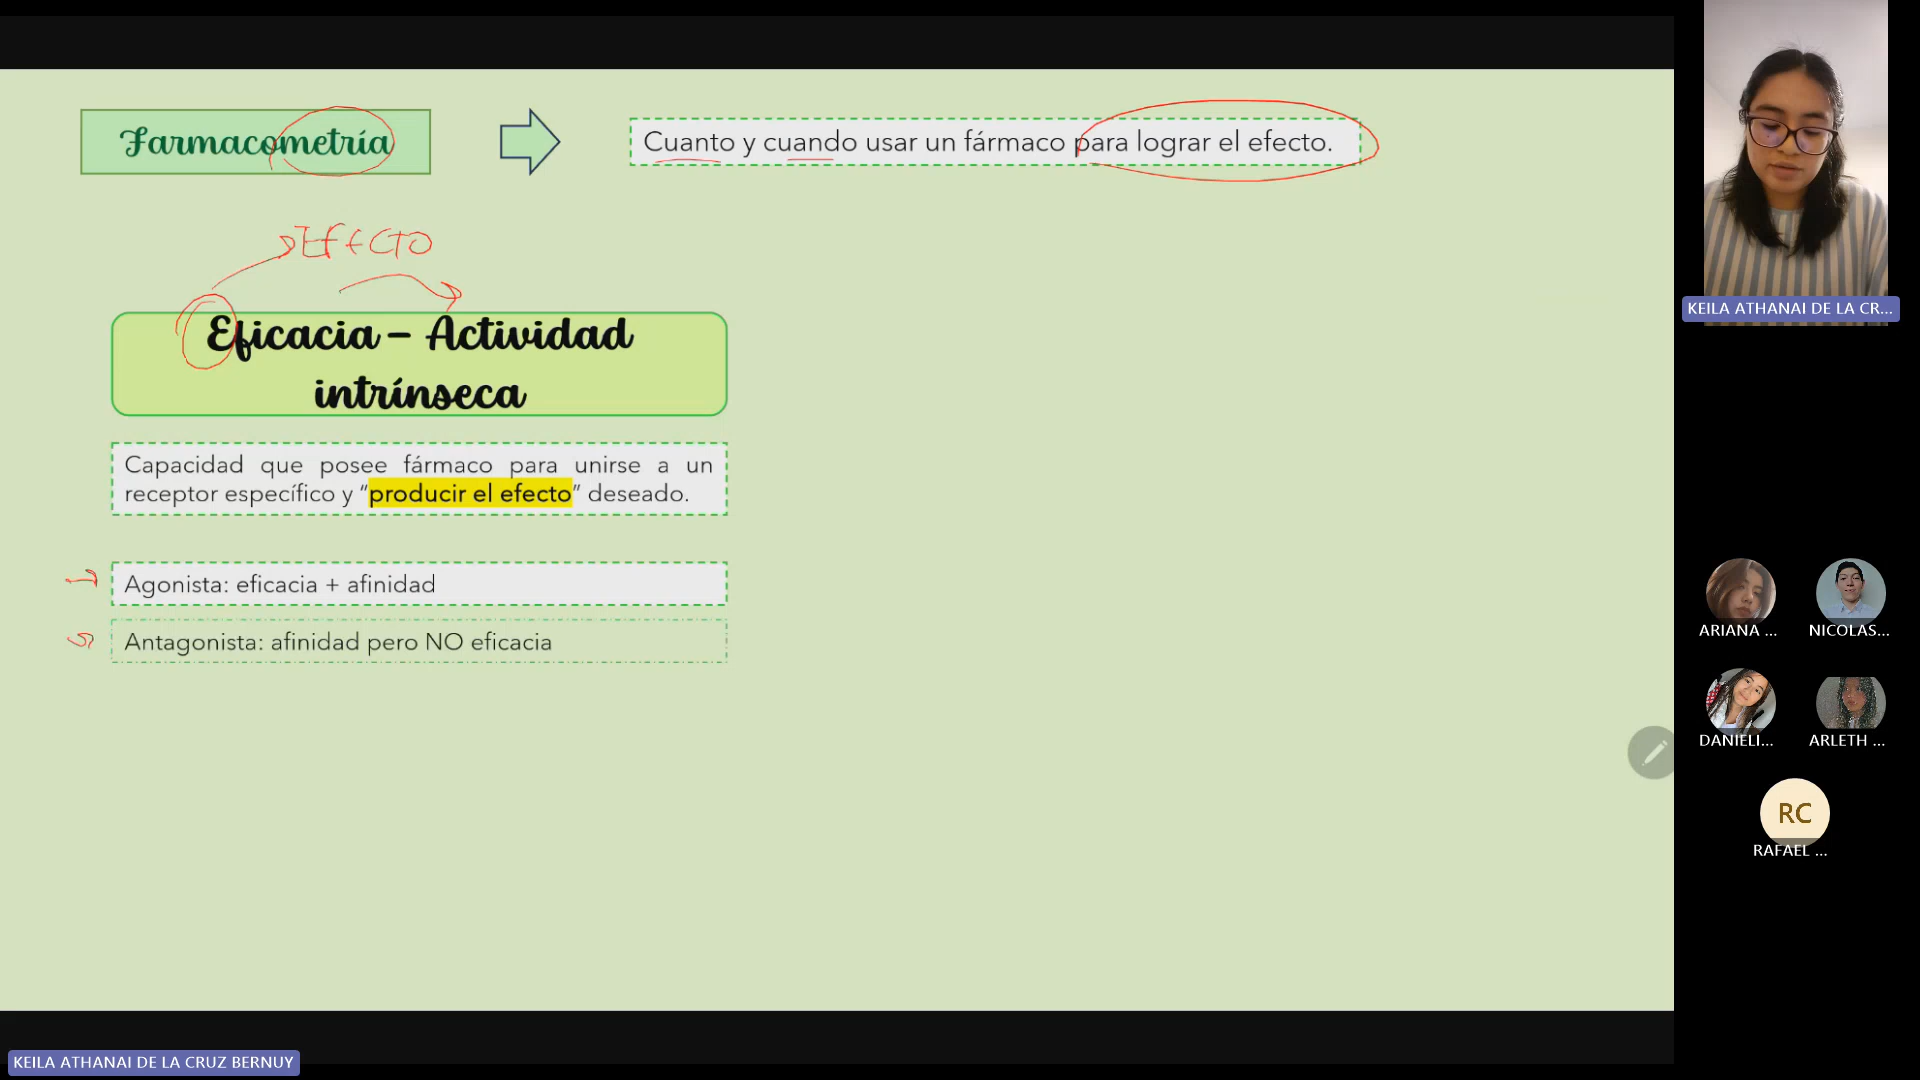 Farmacometría
Cuanto y cuando usar un fármaco para lograr el efecto.
EfECTO
Eficacia – Actividad
intrínseca
Capacidad que posee fármaco para unirse a un
receptor específico y “producir el efecto” deseado.
Agonista: eficacia + afinidad
Antagonista: afinidad pero NO eficacia
KEILA ATHANAI DE LA CR...
ARIANA ...
NICOLAS...
DANIELI...
ARLETH ...
RC
RAFAEL ...
KEILA ATHANAI DE LA CRUZ BERNUY